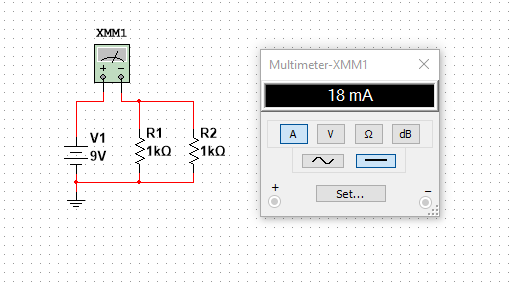 XMM1
V1
9V
R1
1kΩ
R2
1kΩ
Multimeter-XMM1
18 mA
A V Ω dB
Set...
+ −